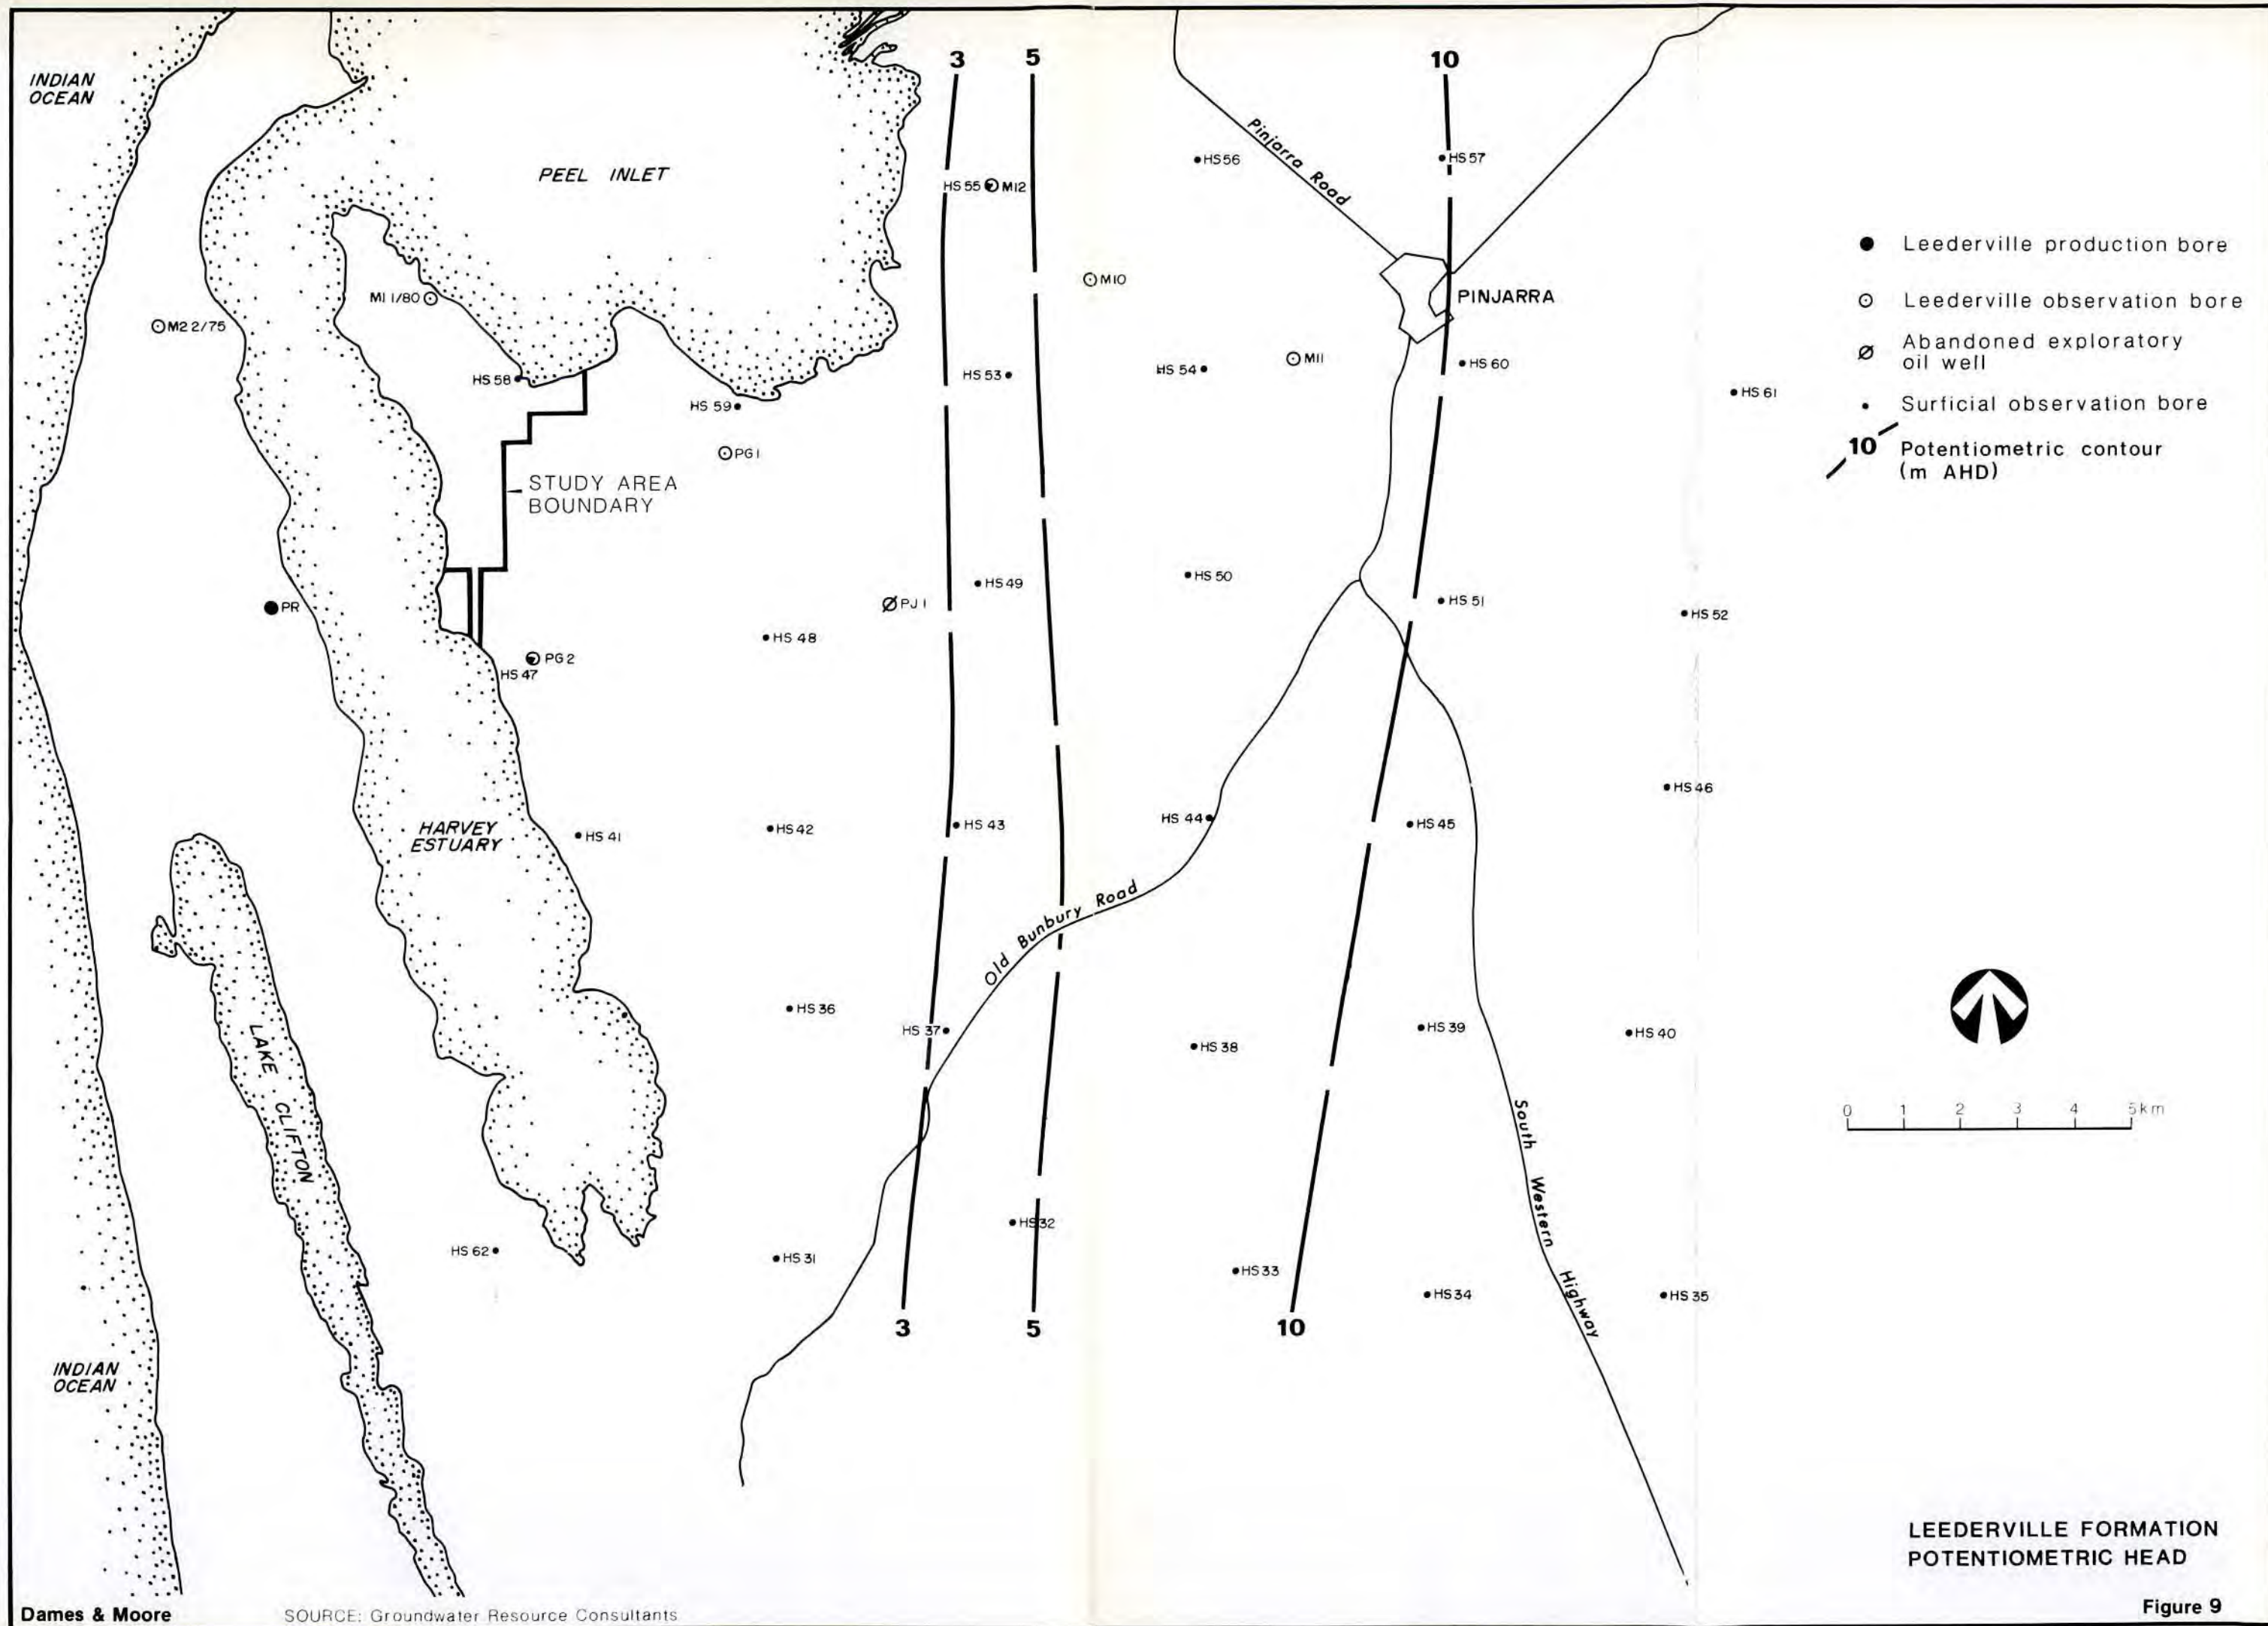 INDIAN
OCEAN
3
5
10
PEEL INLET
Pinjarra Road
HS 56
HS 57
HS 55
M12
M10
M1 1/80
M2 2/75
PINJARRA
HS 58
HS 53
HS 54
M11
HS 60
HS 61
HS 59
PG1
STUDY AREA
BOUNDARY
Leederville production bore
Leederville observation bore
Abandoned exploratory
oil well
Surficial observation bore
10
Potentiometric contour
(m AHD)
PR
HS 49
HS 50
PJ 1
HS 51
HS 52
HS 48
PG 2
HS 47
HS 46
HARVEY
ESTUARY
HS 41
HS 42
HS 43
HS 44
HS 45
Old Bunbury Road
HS 36
HS 37
HS 38
HS 39
HS 40
LAKE CLIFTON
South Western Highway
0 1 2 3 4 5km
HS 62
HS 31
HS 32
HS 33
HS 34
HS 35
3
5
10
INDIAN
OCEAN
LEEDERVILLE FORMATION
POTENTIOMETRIC HEAD
Dames & Moore
SOURCE: Groundwater Resource Consultants
Figure 9